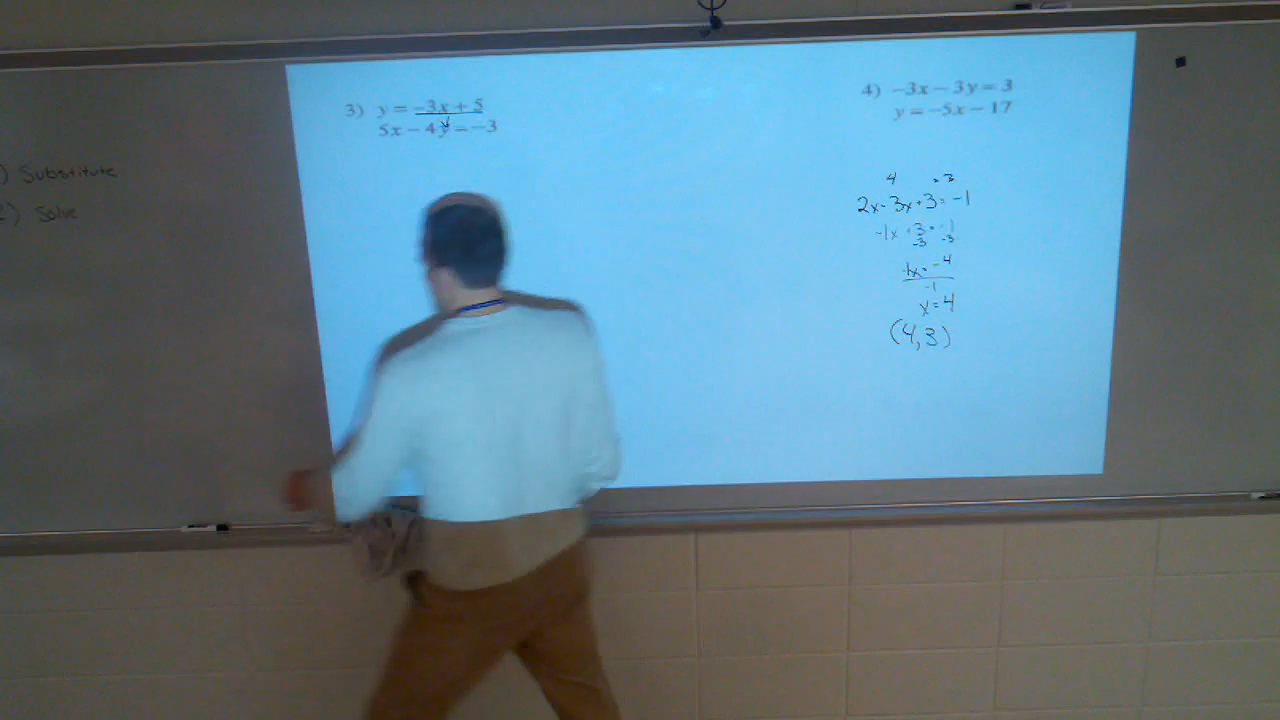 ) Substitute
2) Solve
3) y = -3x + 5
5x - 4y = -3
4) -3x - 3y = 3
y = -5x - 17
4 = 3
2x - 3x + 3 = -1
-1x + 3 = -1
-3 -3
-1x = -4
-1
x = 4
(4, 3)